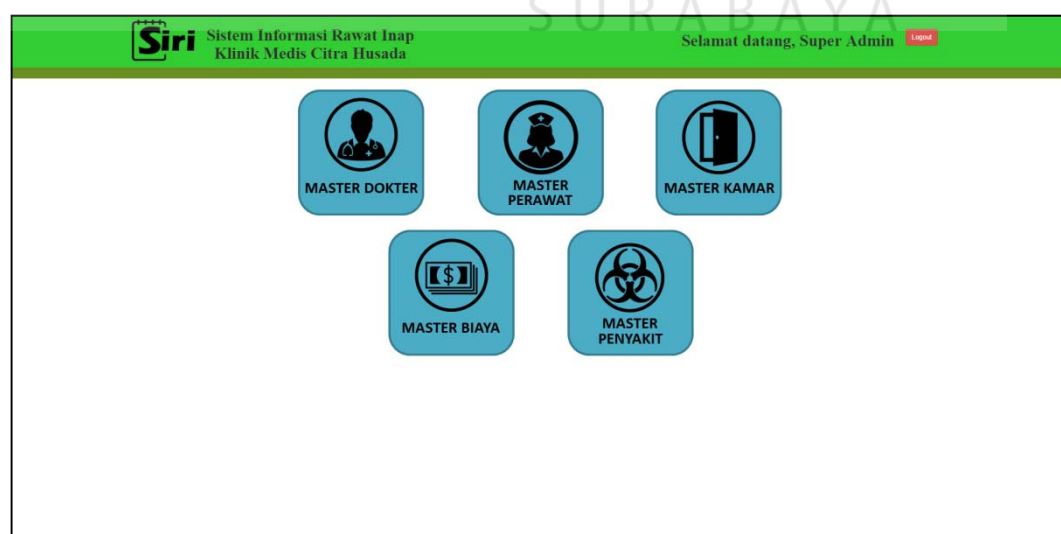 SURABAYA
Siri
Sistem Informasi Rawat Inap
Klinik Medis Citra Husada
Selamat datang, Super Admin
Logout
MASTER DOKTER
MASTER
PERAWAT
MASTER KAMAR
MASTER BIAYA
MASTER
PENYAKIT